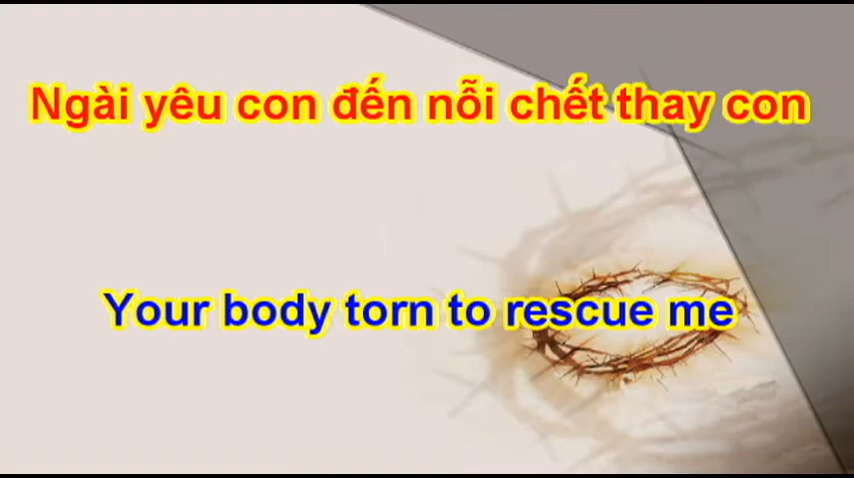 Ngài yêu con đến nỗi chết thay con
Your body torn to rescue me